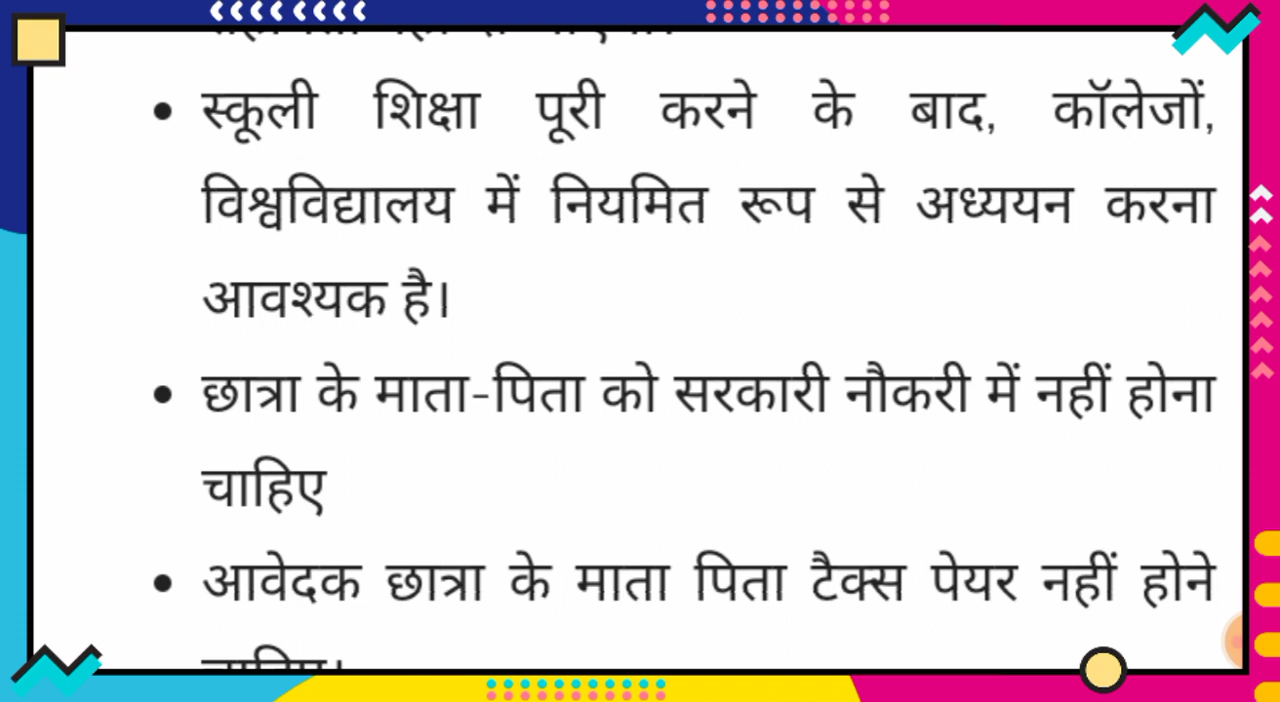 स्कूली शिक्षा पूरी करने के बाद, कॉलेजों,
विश्वविद्यालय में नियमित रूप से अध्ययन करना
आवश्यक है।
छात्रा के माता-पिता को सरकारी नौकरी में नहीं होना
चाहिए
आवेदक छात्रा के माता पिता टैक्स पेयर नहीं होने